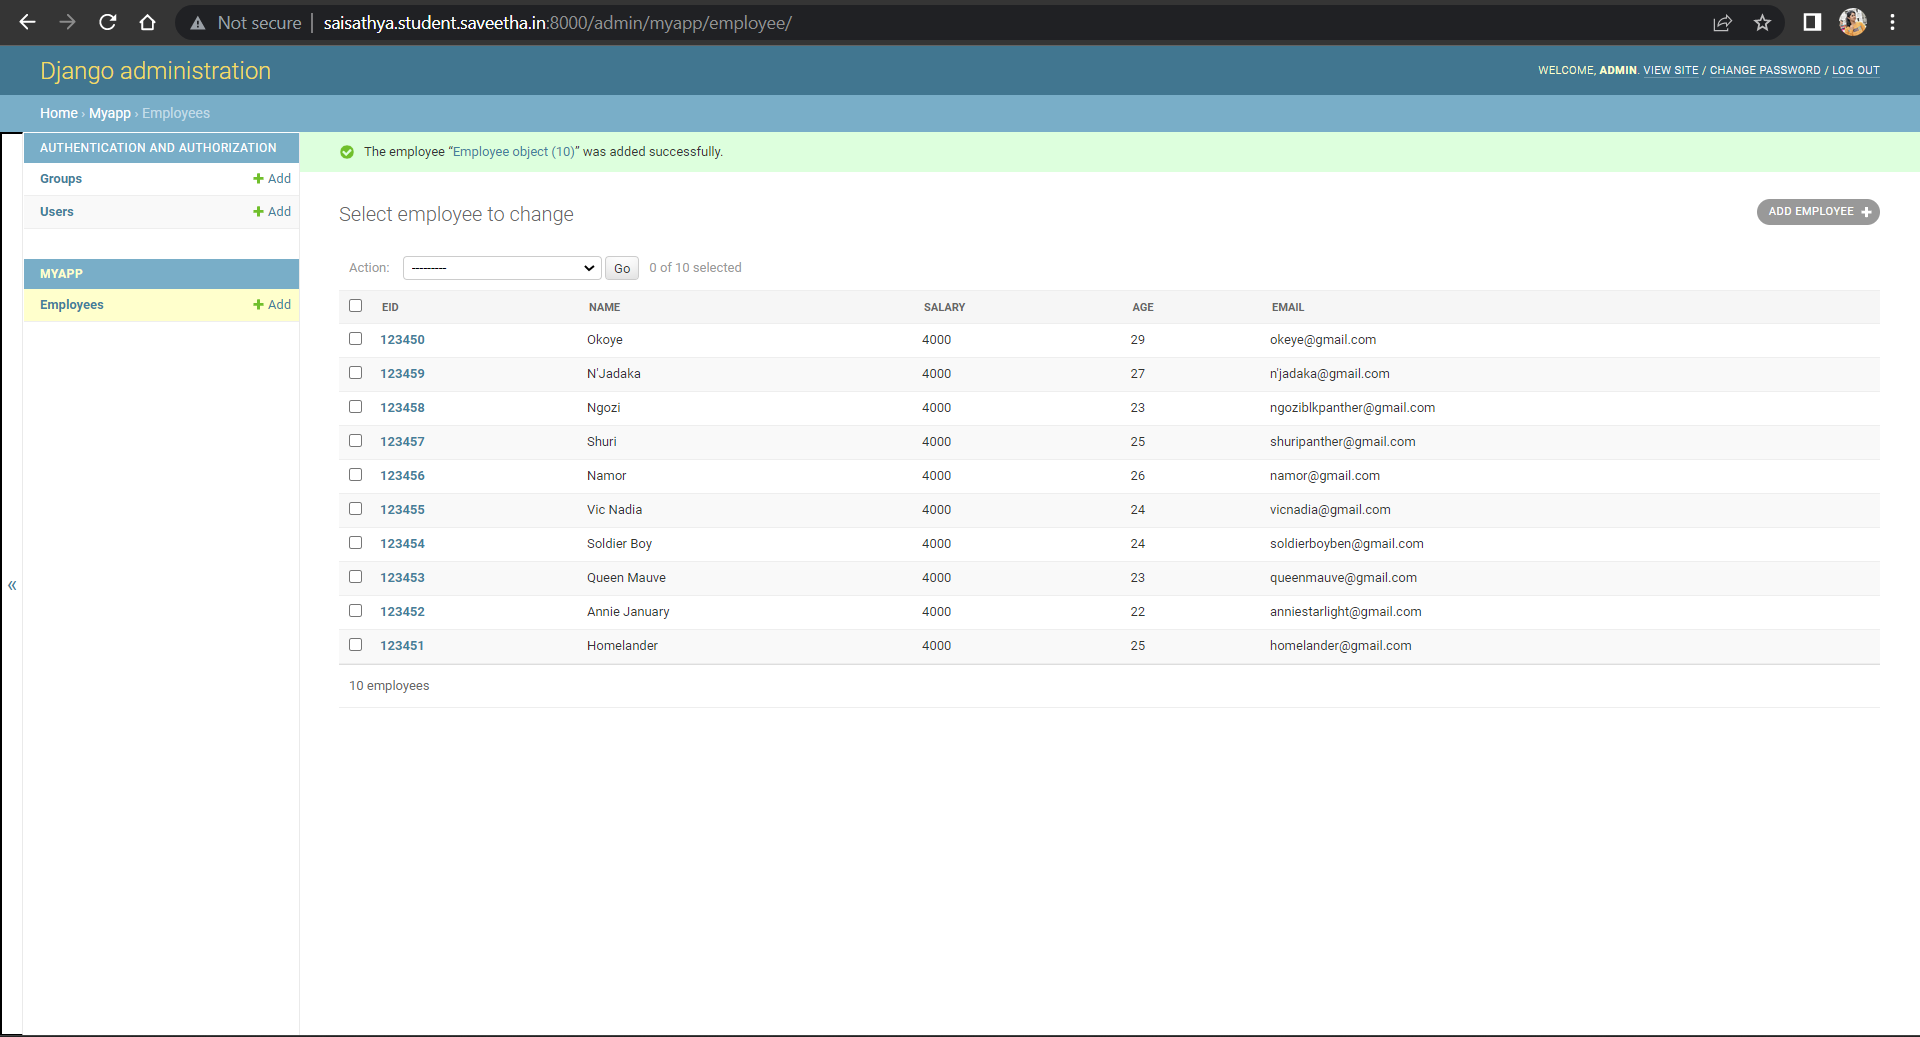 Not secure | saisathya.student.saveetha.in:8000/admin/myapp/employee/
Django administration
WELCOME, ADMIN. VIEW SITE / CHANGE PASSWORD / LOG OUT
Home › Myapp › Employees
AUTHENTICATION AND AUTHORIZATION
Groups + Add
Users + Add
MYAPP
Employees + Add
«
The employee “Employee object (10)” was added successfully.
Select employee to change
ADD EMPLOYEE +
Action: --------- Go 0 of 10 selected
EID NAME SALARY AGE EMAIL
123450 Okoye 4000 29 okeye@gmail.com
123459 N'Jadaka 4000 27 n'jadaka@gmail.com
123458 Ngozi 4000 23 ngoziblkpanther@gmail.com
123457 Shuri 4000 25 shuripanther@gmail.com
123456 Namor 4000 26 namor@gmail.com
123455 Vic Nadia 4000 24 vicnadia@gmail.com
123454 Soldier Boy 4000 24 soldierboyben@gmail.com
123453 Queen Mauve 4000 23 queenmauve@gmail.com
123452 Annie January 4000 22 anniestarlight@gmail.com
123451 Homelander 4000 25 homelander@gmail.com
10 employees